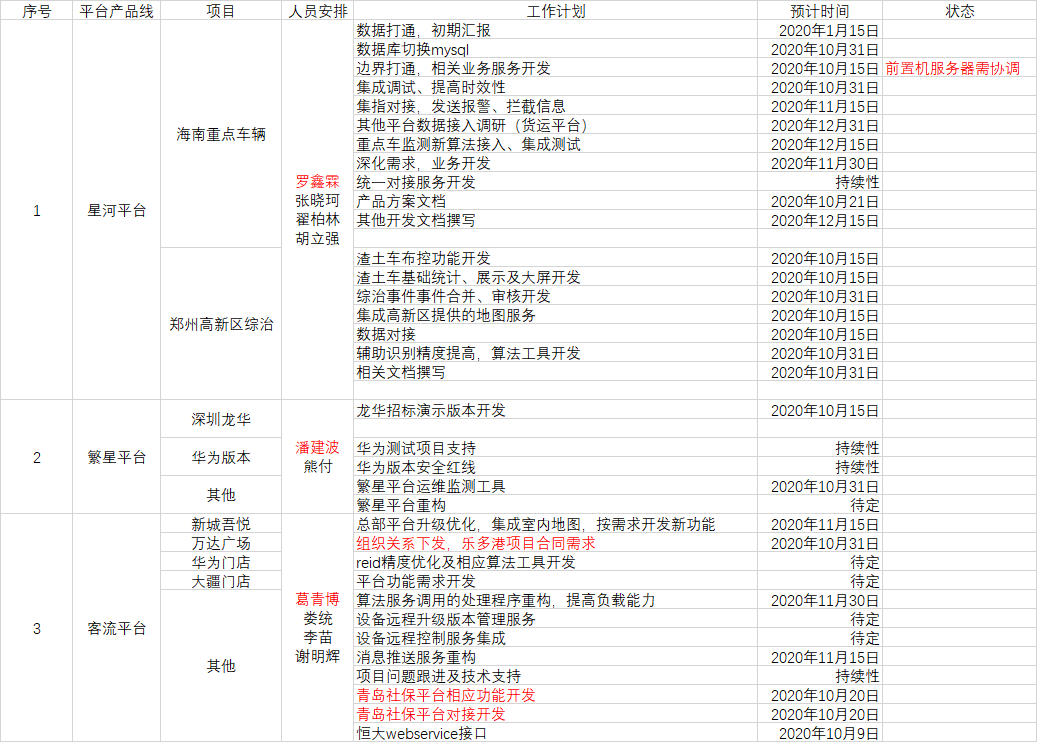 序号 平台产品线 项目 人员安排 工作计划 预计时间 状态
数据打通，初期汇报 2020年1月15日
数据库切换mysql 2020年10月31日
边界打通，相关业务服务开发 2020年10月15日 前置机服务器需协调
集成调试、提高时效性 2020年10月31日
集指对接，发送报警、拦截信息 2020年11月15日
其他平台数据接入调研（货运平台） 2020年12月31日
海南重点车辆
重点车监测新算法接入、集成测试 2020年12月15日
深化需求，业务开发 2020年11月30日
罗鑫霖 统一对接服务开发 持续性
张晓珂 产品方案文档 2020年10月21日
1 星河平台
翟柏林 其他开发文档撰写 2020年12月15日
胡立强
渣土车布控功能开发 2020年10月15日
渣土车基础统计、展示及大屏开发 2020年10月15日
综治事件事件合并、审核开发 2020年10月31日
集成高新区提供的地图服务 2020年10月15日
郑州高新区综治
数据对接 2020年10月15日
辅助识别精度提高，算法工具开发 2020年10月31日
相关文档撰写 2020年10月31日
深圳龙华 龙华招标演示版本开发 2020年10月15日
潘建波 华为测试项目支持 持续性
2 繁星平台 华为版本
熊付 华为版本安全红线 持续性
其他 繁星平台运维监测工具 2020年10月31日
繁星平台重构 待定
新城吾悦 总部平台升级优化，集成室内地图，按需求开发新功能 2020年11月15日
万达广场 组织关系下发，乐多港项目合同需求 2020年10月31日
华为门店 reid精度优化及相应算法工具开发 待定
大疆门店 平台功能需求开发 待定
葛青博 算法服务调用的处理程序重构，提高负载能力 2020年11月30日
娄统 设备远程升级版本管理服务 待定
3 客流平台
李苗 设备远程控制服务集成 待定
谢明辉 消息推送服务重构 2020年11月15日
其他
项目问题跟进及技术支持 持续性
青岛社保平台相应功能开发 2020年10月20日
青岛社保平台对接开发 2020年10月20日
恒大webservice接口 2020年10月9日